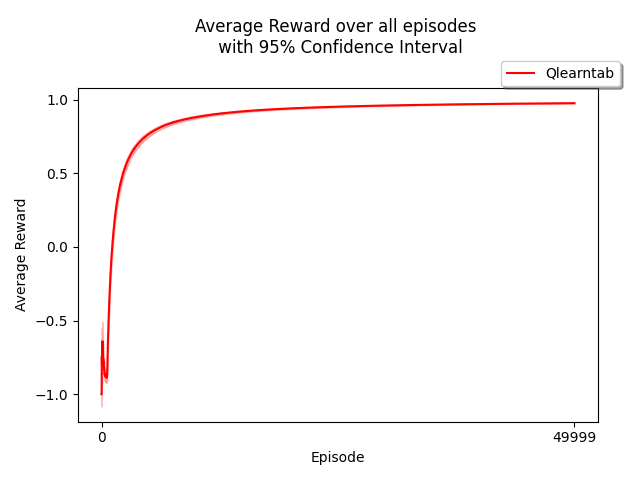 Average Reward over all episodes
with 95% Confidence Interval
Qlearntab
1.0
0.5
0.0
−0.5
−1.0
Average Reward
0
49999
Episode